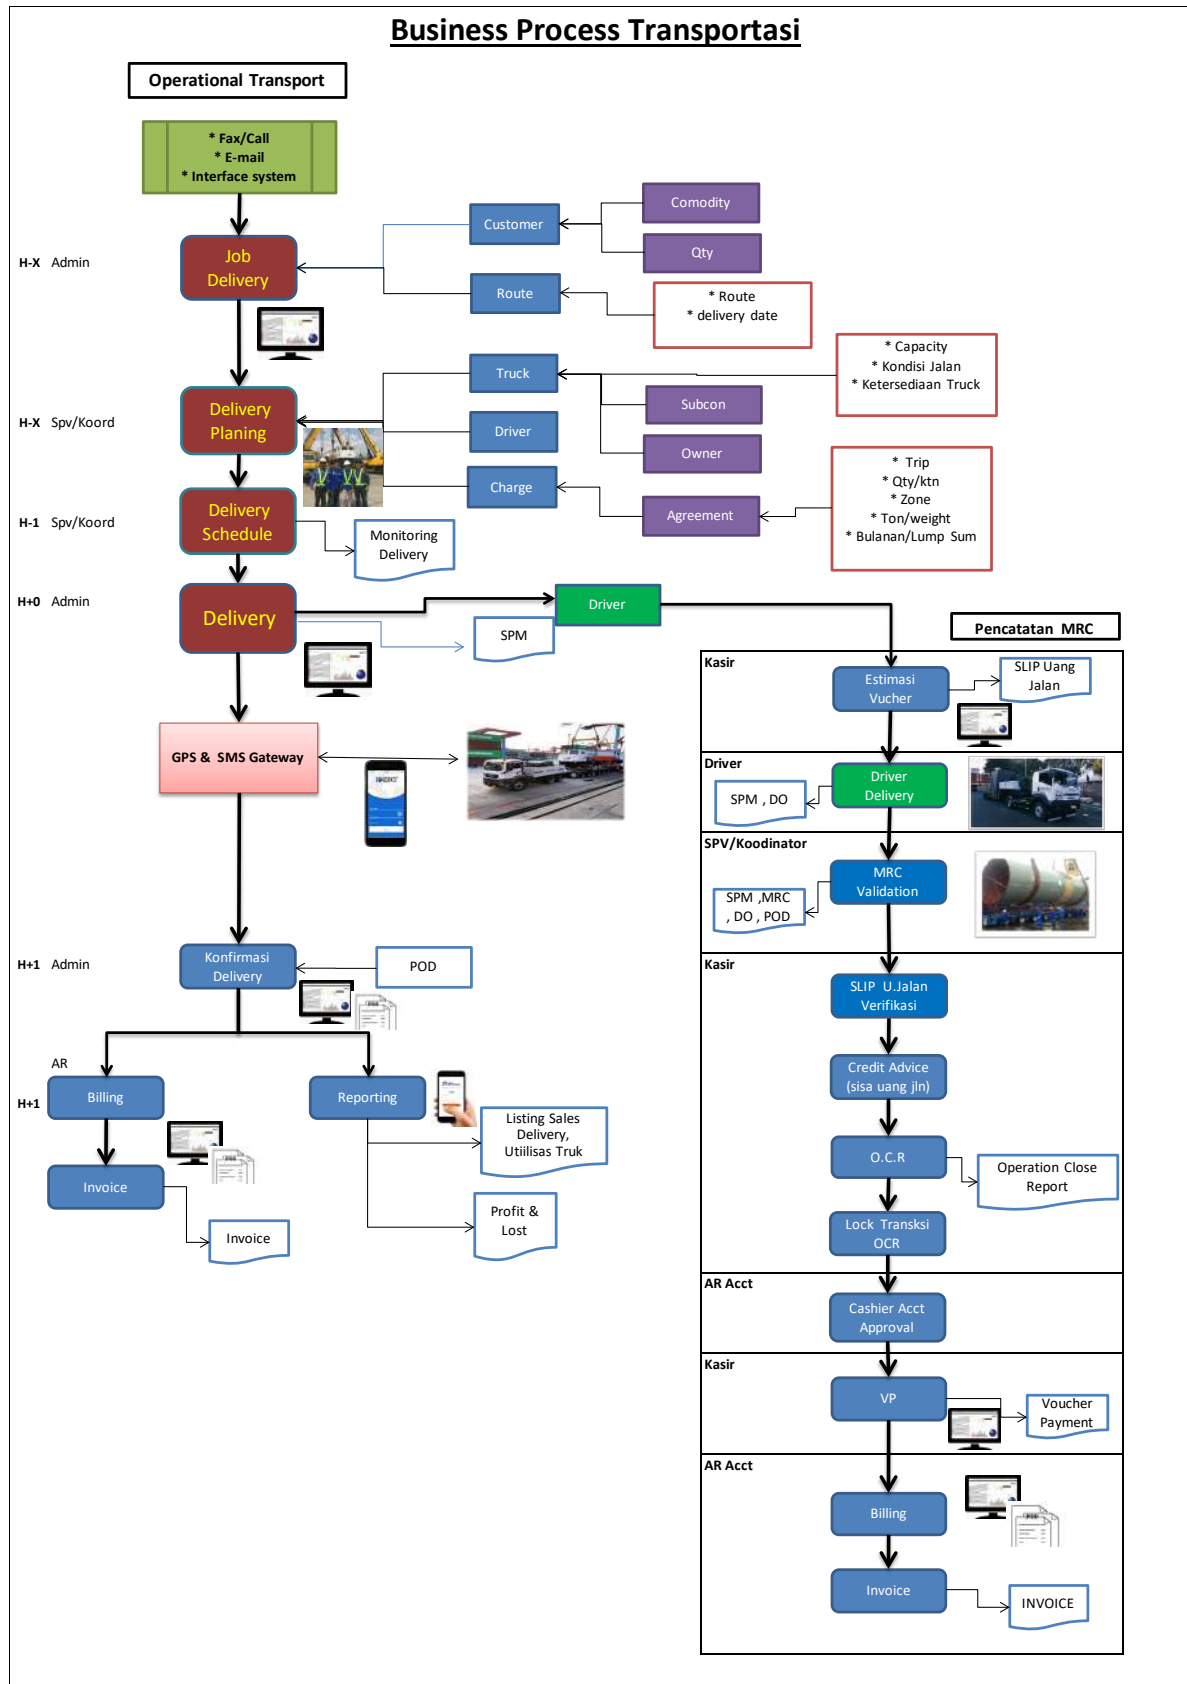 Business Process Transportasi
Operational Transport
* Fax/Call
* E-mail
* Interface system
Comodity
Customer
Qty
H-X Admin
Job
Delivery
Route
* Route
* delivery date
* Capacity
* Kondisi Jalan
* Ketersediaan Truck
Truck
Subcon
H-X Spv/Koord
Delivery
Planing
Driver
Owner
* Trip
* Qty/ktn
* Zone
* Ton/weight
* Bulanan/Lump Sum
Charge
Agreement
H-1 Spv/Koord
Delivery
Schedule
Monitoring
Delivery
H+0 Admin
Delivery
Driver
SPM
Pencatatan MRC
Kasir
Estimasi
Vucher
SLIP Uang
Jalan
GPS & SMS Gateway
Driver
Driver
Delivery
SPM , DO
SPV/Koodinator
MRC
Validation
SPM ,MRC
, DO , POD
H+1 Admin
Konfirmasi
Delivery
POD
Kasir
SLIP U.Jalan
Verifikasi
AR
H+1
Billing
Reporting
Credit Advice
(sisa uang jln)
Listing Sales
Delivery,
Utiilisas Truk
O.C.R
Operation Close
Report
Invoice
Invoice
Profit &
Lost
Lock Transksi
OCR
AR Acct
Cashier Acct
Approval
Kasir
VP
Voucher
Payment
AR Acct
Billing
POD
Invoice
INVOICE